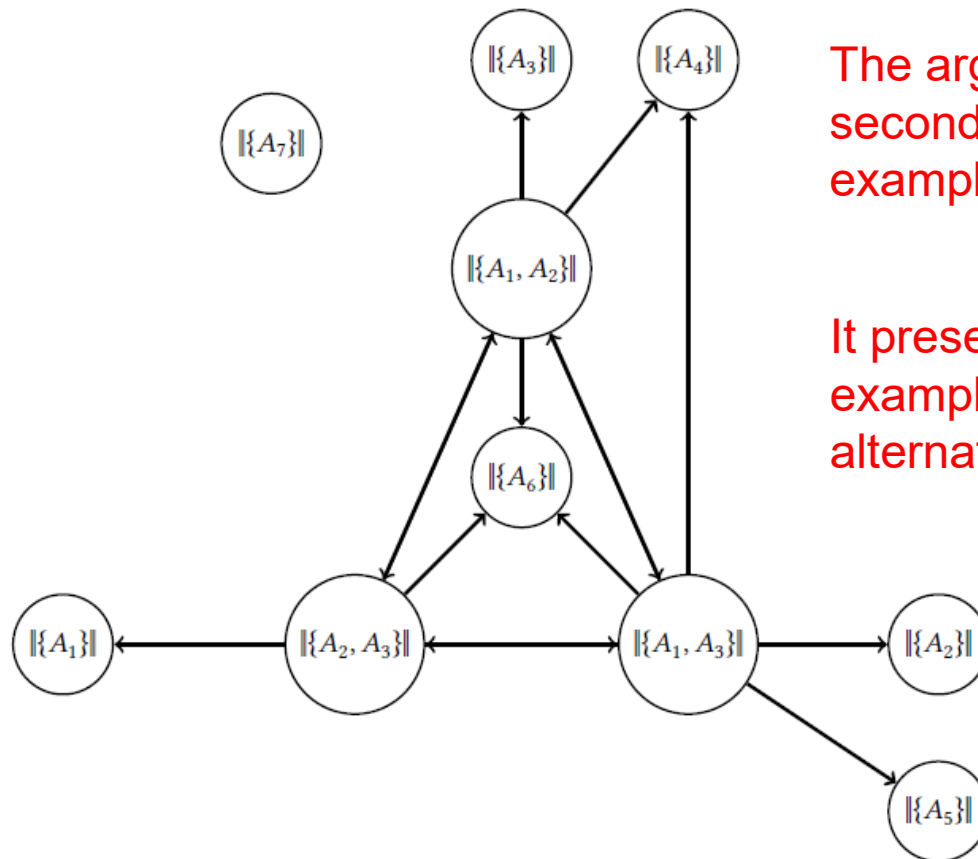 ‖{A₃}‖
‖{A₄}‖
‖{A₇}‖
‖{A₁, A₂}‖
‖{A₆}‖
‖{A₁}‖
‖{A₂, A₃}‖
‖{A₁, A₃}‖
‖{A₂}‖
‖{A₅}‖
The arg
second
exampl
It prese
exampl
alternat